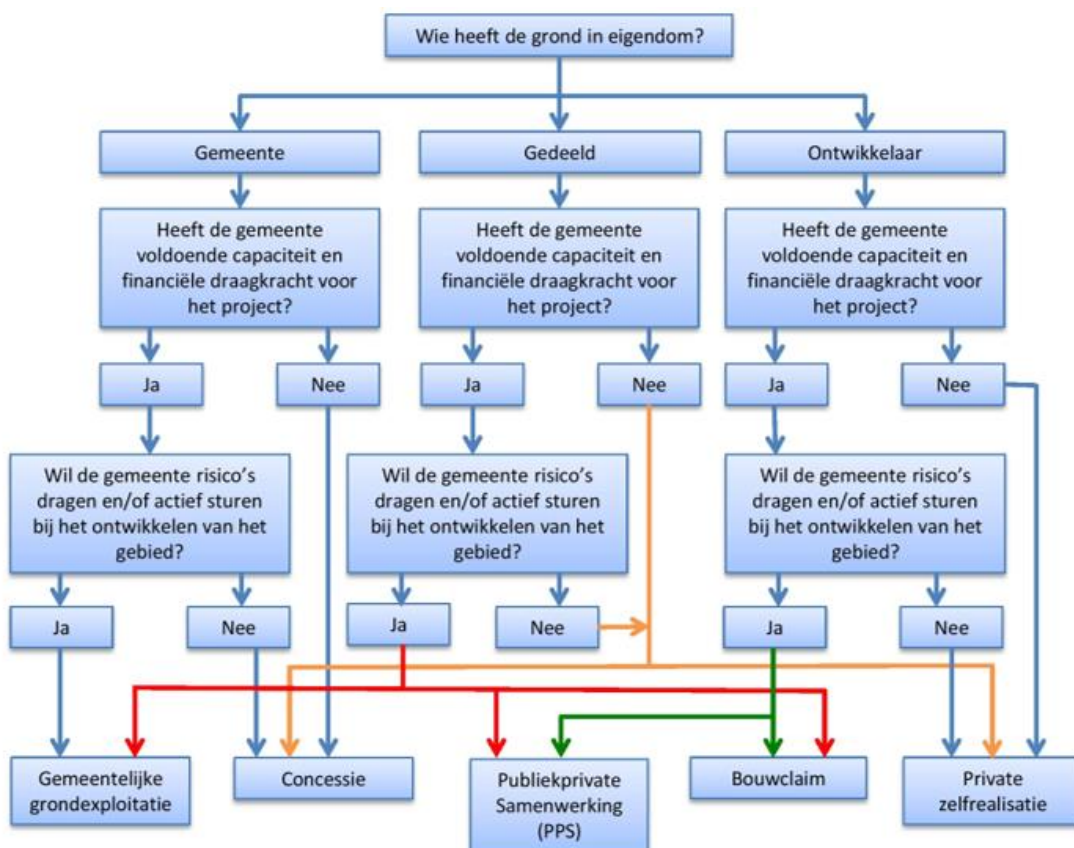 Wie heeft de grond in eigendom?
Gemeente
Gedeeld
Ontwikkelaar
Heeft de gemeente
voldoende capaciteit en
financiële draagkracht voor
het project?
Heeft de gemeente
voldoende capaciteit en
financiële draagkracht voor
het project?
Heeft de gemeente
voldoende capaciteit en
financiële draagkracht voor
het project?
Ja
Nee
Ja
Nee
Ja
Nee
Wil de gemeente risico's
dragen en/of actief sturen
bij het ontwikkelen van het
gebied?
Wil de gemeente risico's
dragen en/of actief sturen
bij het ontwikkelen van het
gebied?
Wil de gemeente risico's
dragen en/of actief sturen
bij het ontwikkelen van het
gebied?
Ja
Nee
Ja
Nee
Ja
Nee
Gemeentelijke
grondexploitatie
Concessie
Publiekprivate
Samenwerking
(PPS)
Bouwclaim
Private
zelfrealisatie